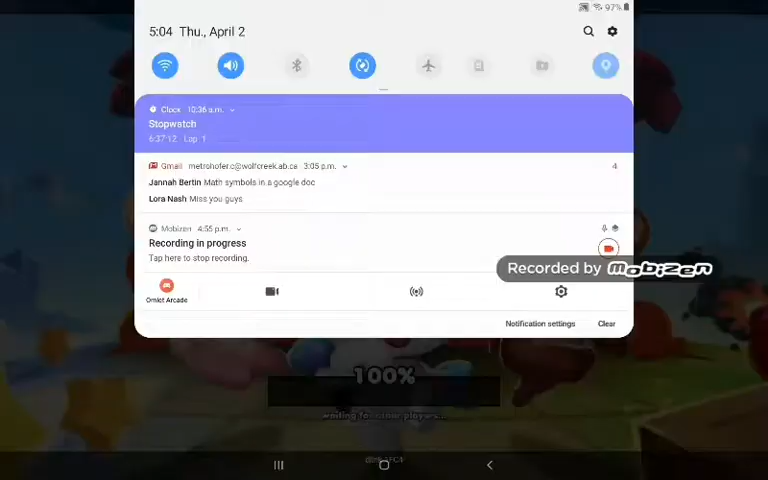 97%
5:04 Thu., April 2
Clock 10:36 a.m.
Stopwatch
6:37:12 Lap 1
Gmail metrohofer.c@wolfcreek.ab.ca 3:05 p.m. 4
Jannah Bertin Math symbols in a google doc
Lora Nash Miss you guys
Mobizen 4:55 p.m.
Recording in progress
Tap here to stop recording.
Recorded by mobizen
Omlet Arcade
Notification settings Clear
100%
waiting for other players...